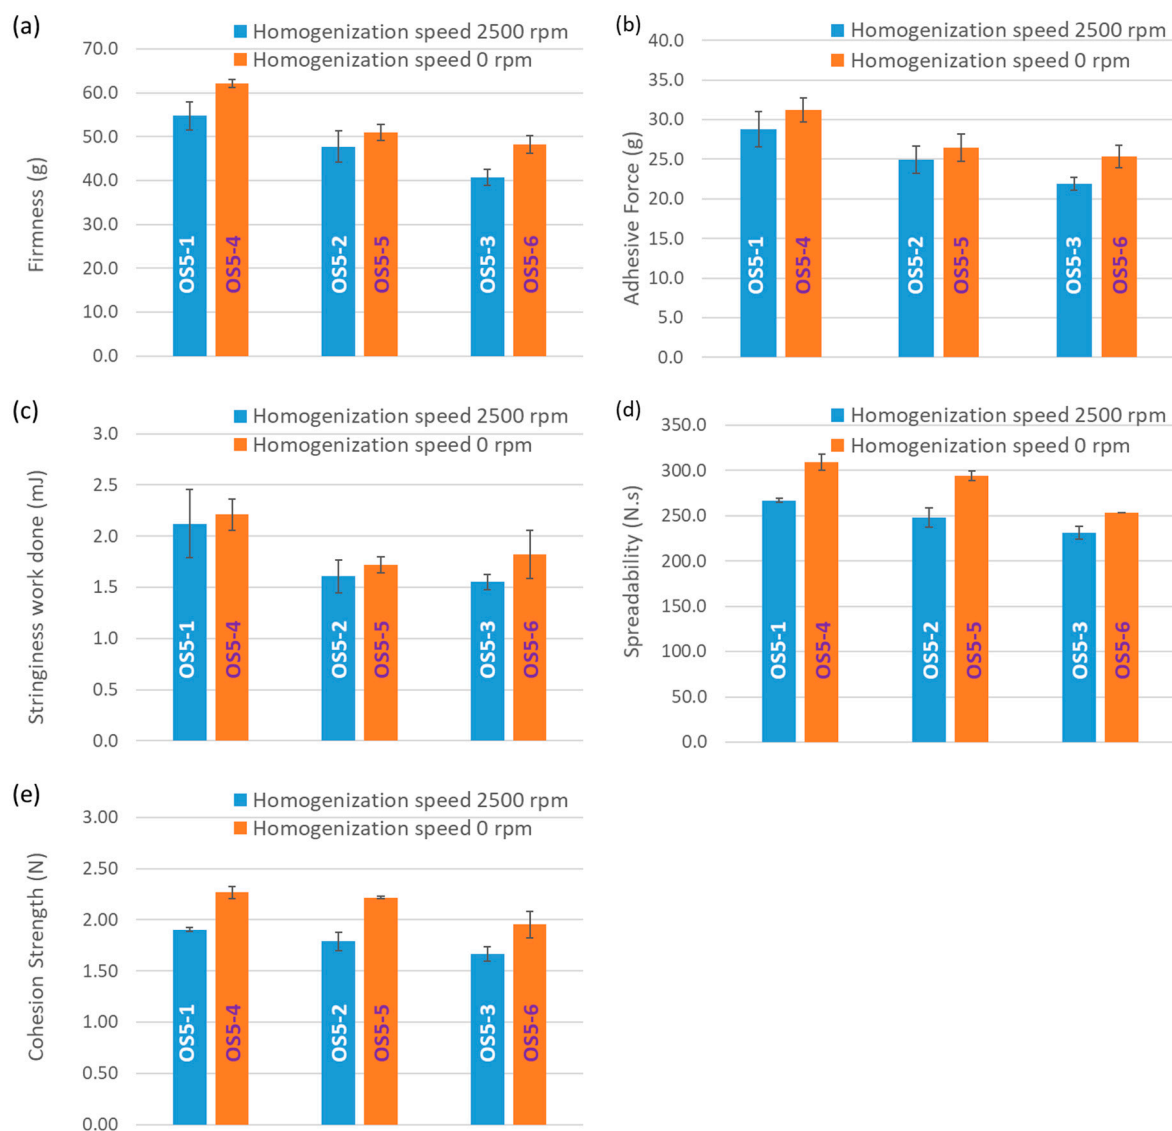 (a)
Homogenization speed 2500 rpm
Homogenization speed 0 rpm
70.0
60.0
50.0
40.0
30.0
20.0
10.0
0.0
Firmness (g)
OS5-1
OS5-4
OS5-2
OS5-5
OS5-3
OS5-6
(b)
Homogenization speed 2500 rpm
Homogenization speed 0 rpm
40.0
35.0
30.0
25.0
20.0
15.0
10.0
5.0
0.0
Adhesive Force (g)
OS5-1
OS5-4
OS5-2
OS5-5
OS5-3
OS5-6
(c)
Homogenization speed 2500 rpm
Homogenization speed 0 rpm
3.0
2.5
2.0
1.5
1.0
0.5
0.0
Stringiness work done (mJ)
OS5-1
OS5-4
OS5-2
OS5-5
OS5-3
OS5-6
(d)
Homogenization speed 2500 rpm
Homogenization speed 0 rpm
350.0
300.0
250.0
200.0
150.0
100.0
50.0
0.0
Spreadability (N.s)
OS5-1
OS5-4
OS5-2
OS5-5
OS5-3
OS5-6
(e)
Homogenization speed 2500 rpm
Homogenization speed 0 rpm
3.00
2.50
2.00
1.50
1.00
0.50
0.00
Cohesion Strength (N)
OS5-1
OS5-4
OS5-2
OS5-5
OS5-3
OS5-6